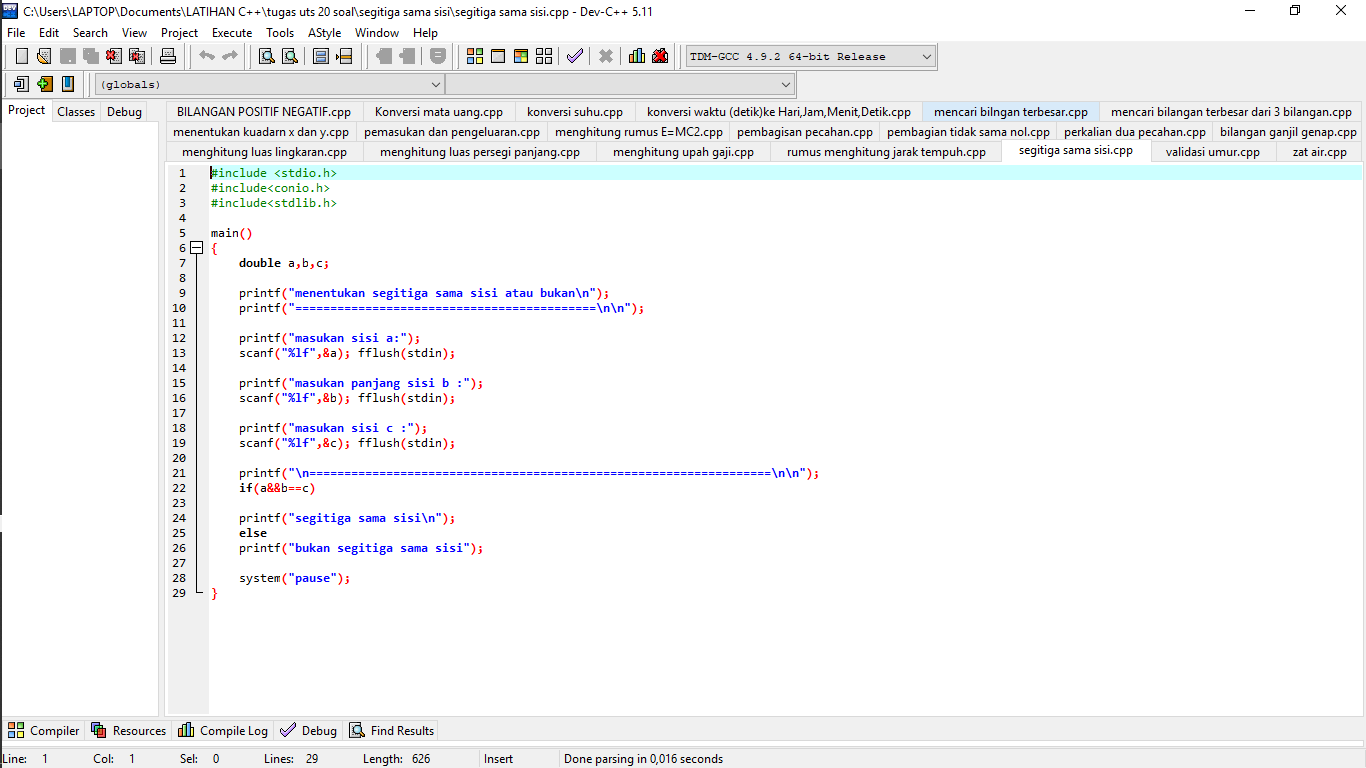 C:\Users\LAPTOP\Documents\LATIHAN C++\tugas uts 20 soal\segitiga sama sisi\segitiga sama sisi.cpp - Dev-C++ 5.11
File Edit Search View Project Execute Tools AStyle Window Help
TDM-GCC 4.9.2 64-bit Release
(globals)
Project Classes Debug
BILANGAN POSITIF NEGATIF.cpp Konversi mata uang.cpp konversi suhu.cpp konversi waktu (detik)ke Hari,Jam,Menit,Detik.cpp mencari bilngan terbesar.cpp mencari bilangan terbesar dari 3 bilangan.cpp
menentukan kuadarn x dan y.cpp pemasukan dan pengeluaran.cpp menghitung rumus E=MC2.cpp pembagisan pecahan.cpp pembagian tidak sama nol.cpp perkalian dua pecahan.cpp bilangan ganjil genap.cpp
menghitung luas lingkaran.cpp menghitung luas persegi panjang.cpp menghitung upah gaji.cpp rumus menghitung jarak tempuh.cpp segitiga sama sisi.cpp validasi umur.cpp zat air.cpp
1 #include <stdio.h>
2 #include<conio.h>
3 #include<stdlib.h>
4
5 main()
6 {
7 double a,b,c;
8
9 printf("menentukan segitiga sama sisi atau bukan\n");
10 printf("===========================================\n\n");
11
12 printf("masukan sisi a:");
13 scanf("%lf",&a); fflush(stdin);
14
15 printf("masukan panjang sisi b :");
16 scanf("%lf",&b); fflush(stdin);
17
18 printf("masukan sisi c :");
19 scanf("%lf",&c); fflush(stdin);
20
21 printf("\n==================================================================\n\n");
22 if(a&&b==c)
23
24 printf("segitiga sama sisi\n");
25 else
26 printf("bukan segitiga sama sisi");
27
28 system("pause");
29 }
Compiler Resources Compile Log Debug Find Results
Line: 1 Col: 1 Sel: 0 Lines: 29 Length: 626 Insert Done parsing in 0,016 seconds